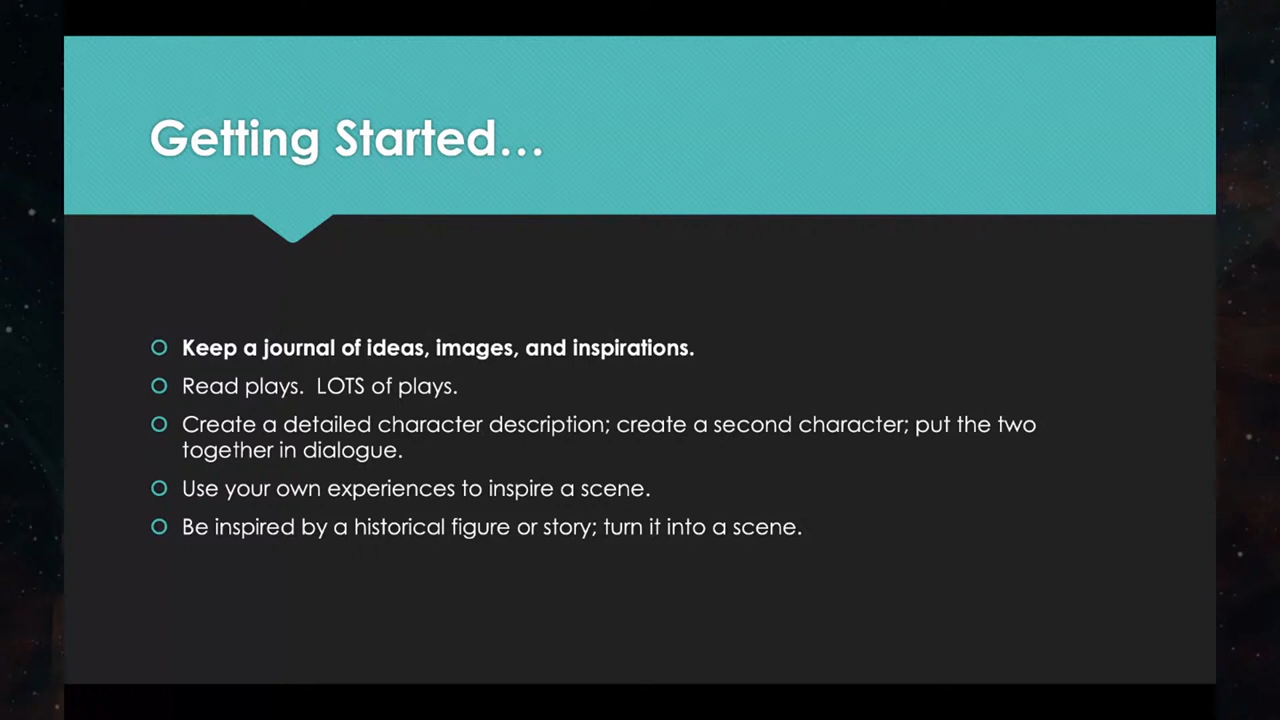 Getting Started...
Keep a journal of ideas, images, and inspirations.
Read plays.  LOTS of plays.
Create a detailed character description; create a second character; put the two
together in dialogue.
Use your own experiences to inspire a scene.
Be inspired by a historical figure or story; turn it into a scene.